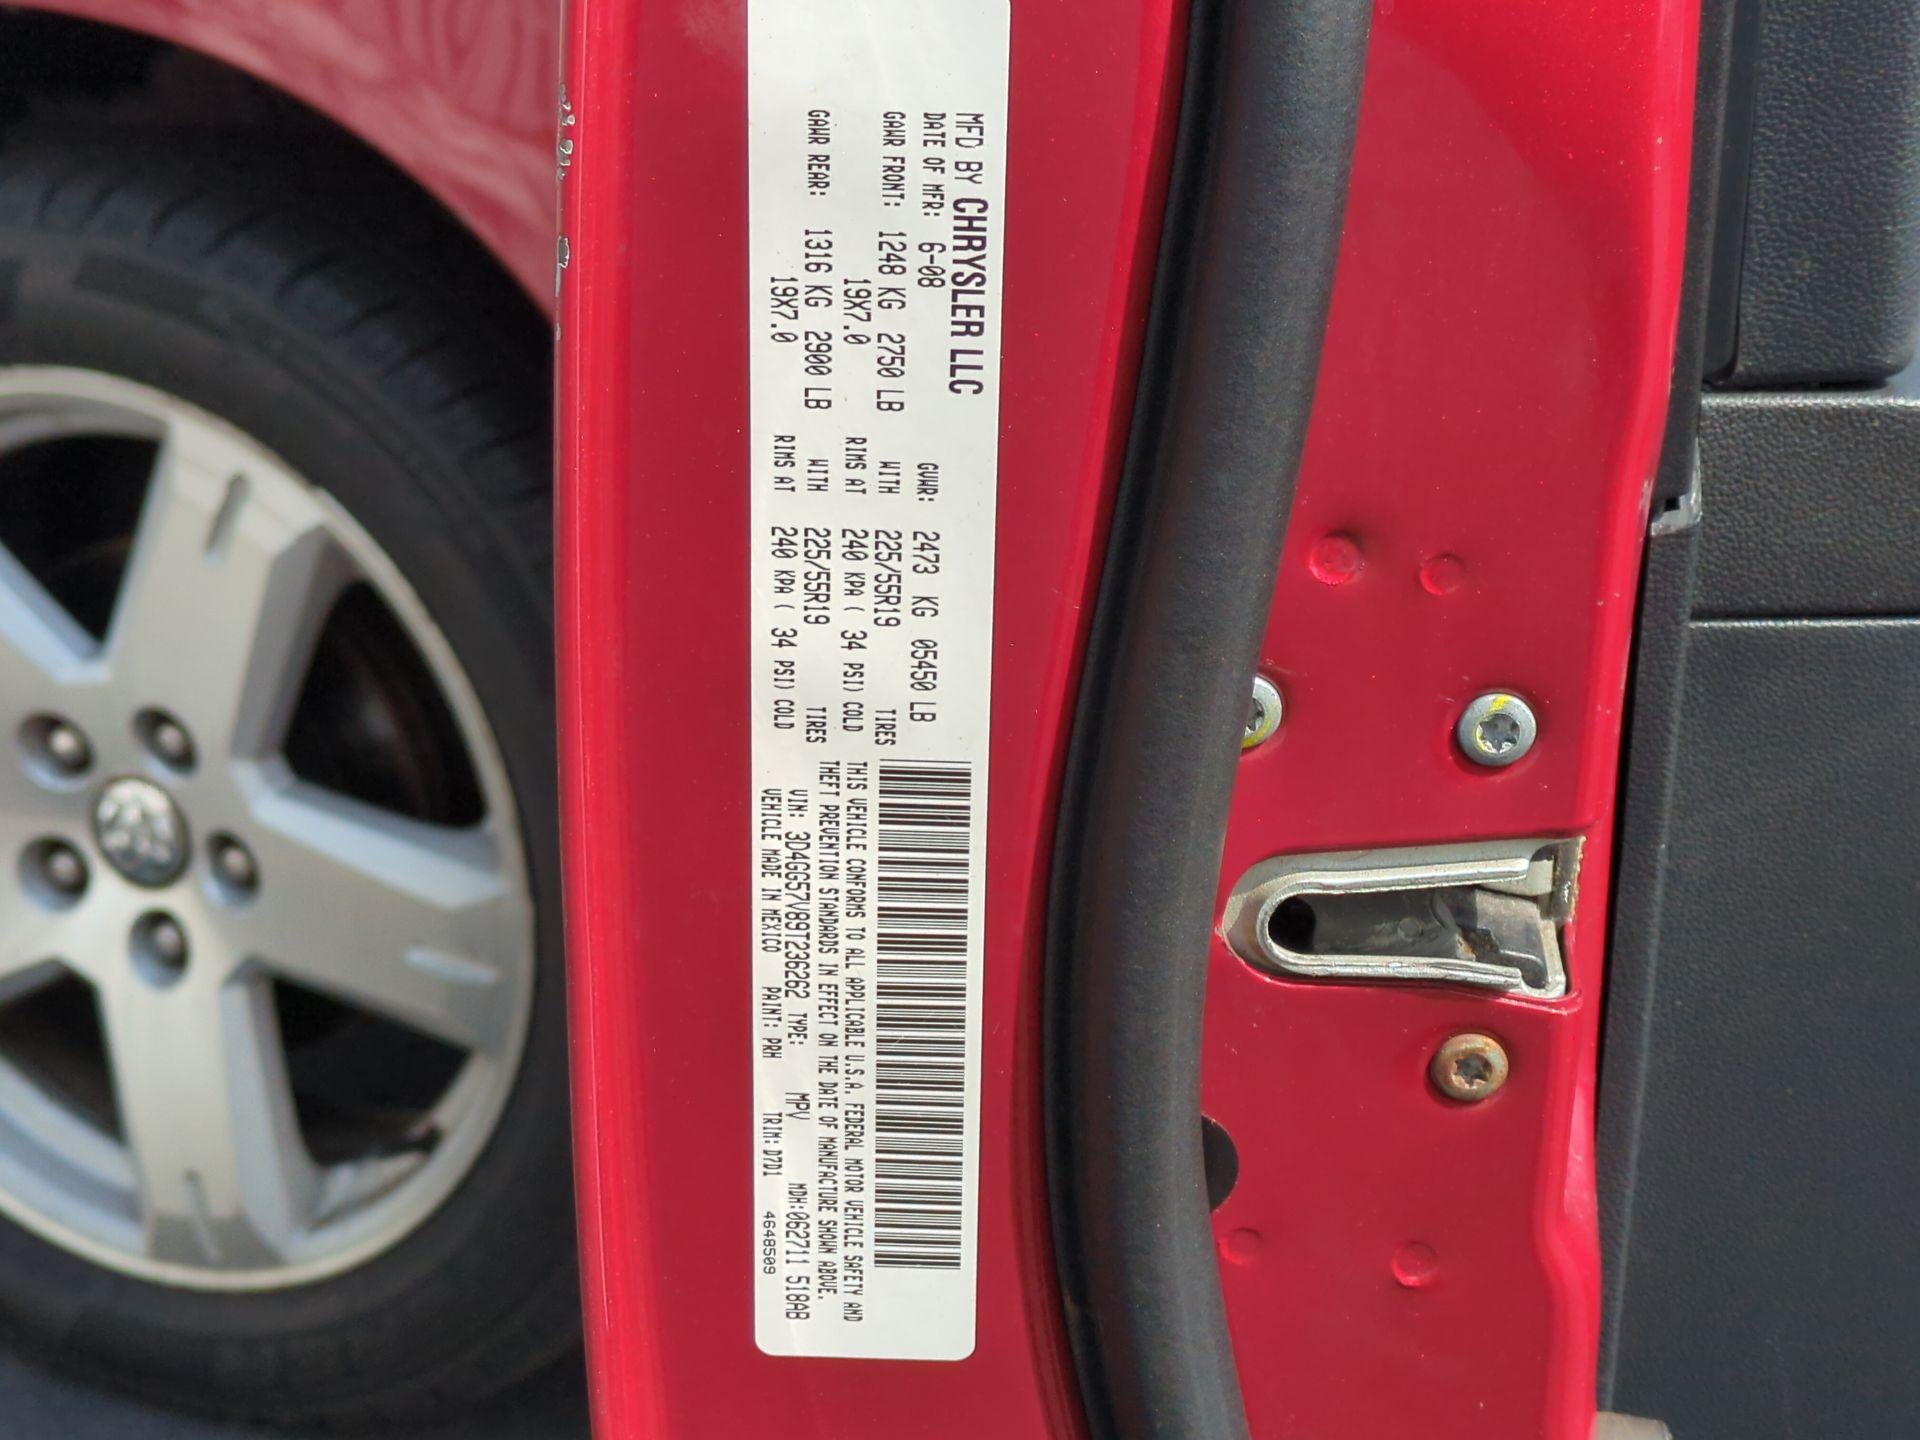 MFD BY CHRYSLER LLC
DATE OF MFR: 6-08 GVWR: 2473 KG 05450 LB
GAWR FRONT: 1248 KG 2750 LB WITH 225/55R19 TIRES
19X7.0 RIMS AT 240 KPA ( 34 PSI) COLD
GAWR REAR: 1316 KG 2900 LB WITH 225/55R19 TIRES
19X7.0 RIMS AT 240 KPA ( 34 PSI) COLD
THIS VEHICLE CONFORMS TO ALL APPLICABLE U.S.A. FEDERAL MOTOR VEHICLE SAFETY AND
THEFT PREVENTION STANDARDS IN EFFECT ON THE DATE OF MANUFACTURE SHOWN ABOVE.
VIN: 3D4GG57V89T236262 TYPE: MPV MDH:062711 518AB
VEHICLE MADE IN MEXICO PAINT: PRH TRIM: D7D1 4648509